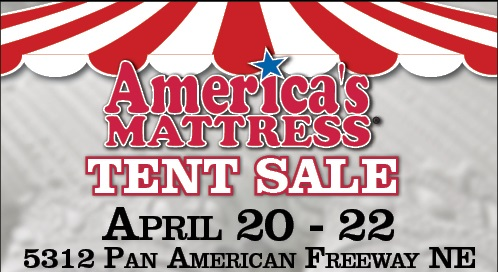 America's
MATTRESS®
TENT SALE
APRIL 20 - 22
5312 PAN AMERICAN FREEWAY NE